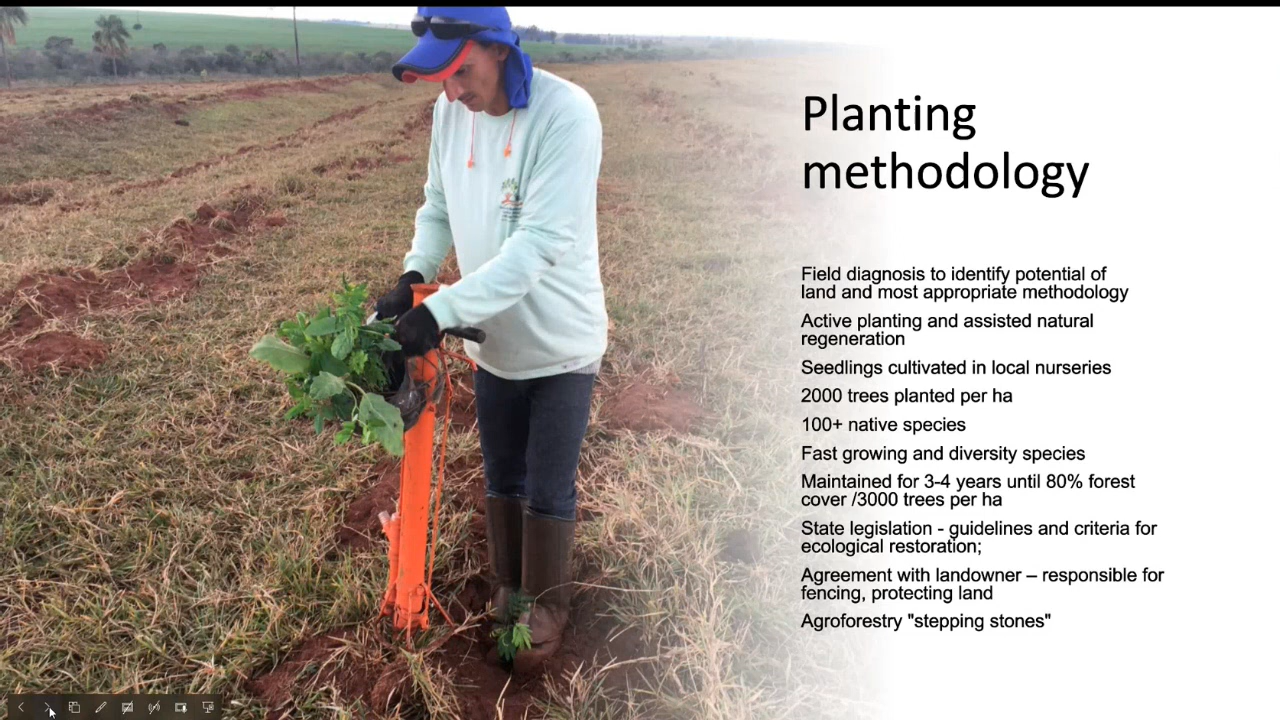 Planting
methodology
Field diagnosis to identify potential of
land and most appropriate methodology
Active planting and assisted natural
regeneration
Seedlings cultivated in local nurseries
2000 trees planted per ha
100+ native species
Fast growing and diversity species
Maintained for 3-4 years until 80% forest
cover /3000 trees per ha
State legislation - guidelines and criteria for
ecological restoration;
Agreement with landowner – responsible for
fencing, protecting land
Agroforestry "stepping stones"